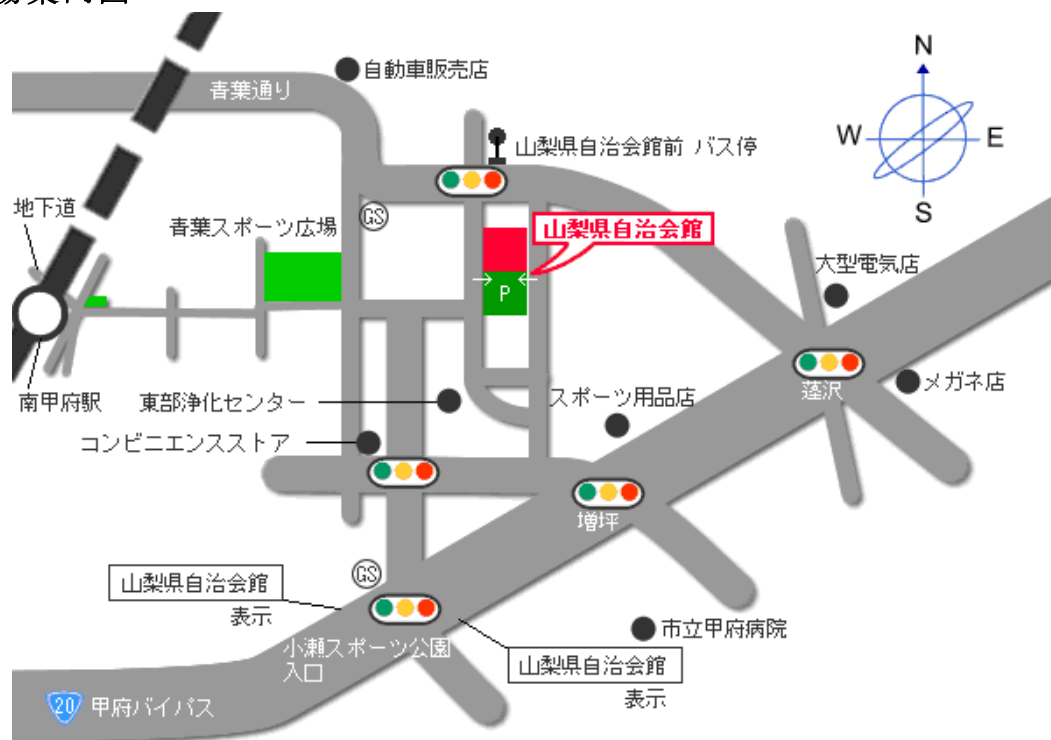 場案内図
自動車販売店
青葉通り
N
W
E
S
山梨県自治会館前 バス停
地下道
青葉スポーツ広場
GS
山梨県自治会館
大型電気店
P
南甲府駅
東部浄化センター
スポーツ用品店
蓬沢
メガネ店
コンビニエンスストア
増坪
GS
山梨県自治会館
表示
小瀬スポーツ公園
入口
市立甲府病院
山梨県自治会館
表示
20
甲府バイパス